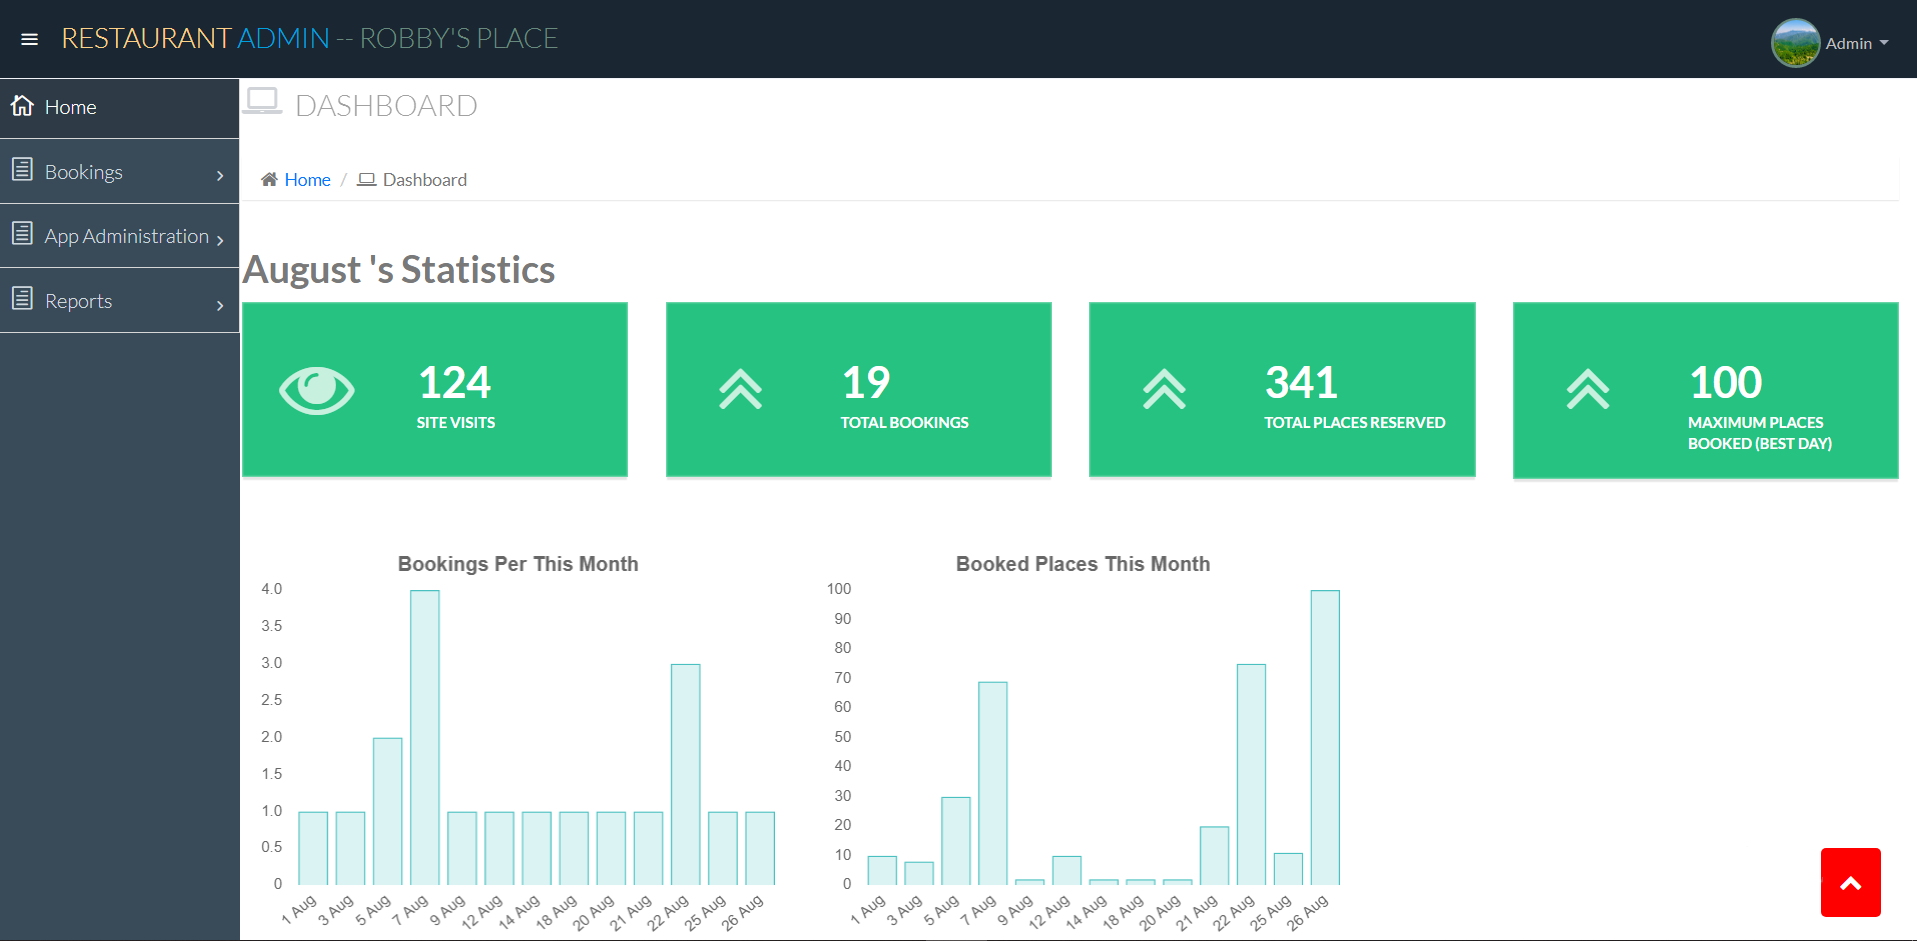 RESTAURANT ADMIN -- ROBBY'S PLACE
Admin
Home
Bookings
App Administration
Reports
DASHBOARD
Home / Dashboard
August 's Statistics
124
SITE VISITS
19
TOTAL BOOKINGS
341
TOTAL PLACES RESERVED
100
MAXIMUM PLACES
BOOKED (BEST DAY)
Bookings Per This Month
4.0
3.5
3.0
2.5
2.0
1.5
1.0
0.5
0
1 Aug
3 Aug
5 Aug
7 Aug
9 Aug
12 Aug
14 Aug
18 Aug
20 Aug
21 Aug
22 Aug
25 Aug
26 Aug
Booked Places This Month
100
90
80
70
60
50
40
30
20
10
0
1 Aug
3 Aug
5 Aug
7 Aug
9 Aug
12 Aug
14 Aug
18 Aug
20 Aug
21 Aug
22 Aug
25 Aug
26 Aug